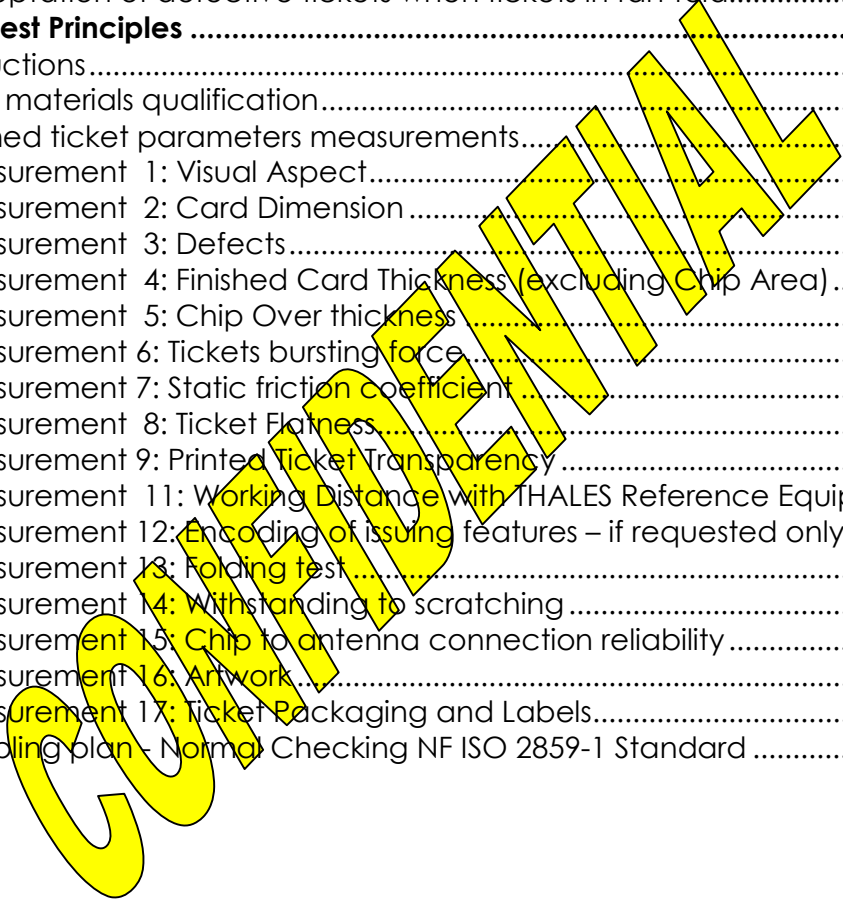 est Principles ........................................................
uctions........................................................
materials qualification........................................................
ned ticket parameters measurements........................................................
surement 1: Visual Aspect........................................................
surement 2: Card Dimension ........................................................
surement 3: Defects........................................................
surement 4: Finished Card Thickness (excluding Chip Area)..
surement 5: Chip Over thickness ........................................................
surement 6: Tickets bursting force........................................................
surement 7: Static friction coefficient ........................................................
surement 8: Ticket Flatness........................................................
surement 9: Printed Ticket Transparency ........................................................
surement 11: Working Distance with THALES Reference Equip
surement 12: Encoding of issuing features – if requested only
surement 13: Folding test ........................................................
surement 14: Withstanding to scratching ........................................................
surement 15: Chip to antenna connection reliability ..................
surement 16: Artwork........................................................
surement 17: Ticket Packaging and Labels........................................
pling plan - Normal Checking NF ISO 2859-1 Standard ............
CONFIDENTIAL